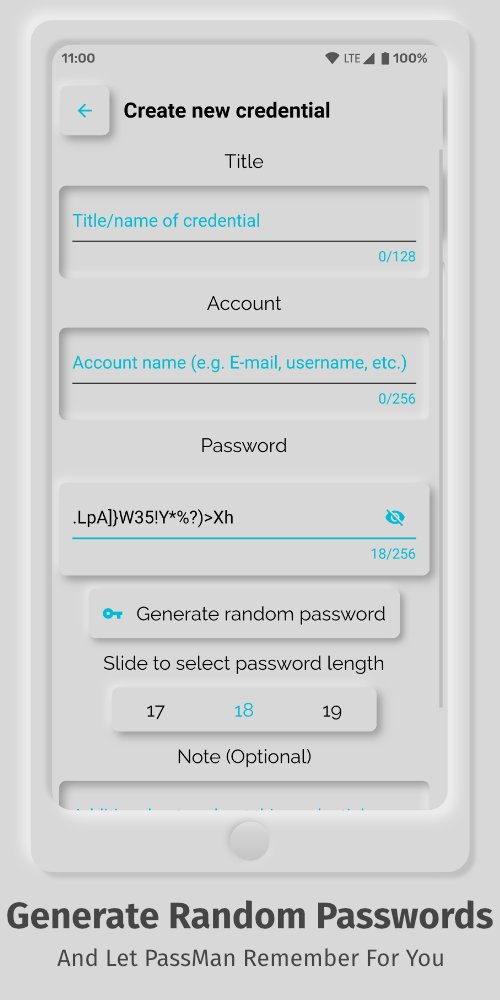 11:00 LTE 100%
Create new credential
Title
Title/name of credential
0/128
Account
Account name (e.g. E-mail, username, etc.)
0/256
Password
.LpA]}W35!Y*%?)>Xh
18/256
Generate random password
Slide to select password length
17 18 19
Note (Optional)
Generate Random Passwords
And Let PassMan Remember For You